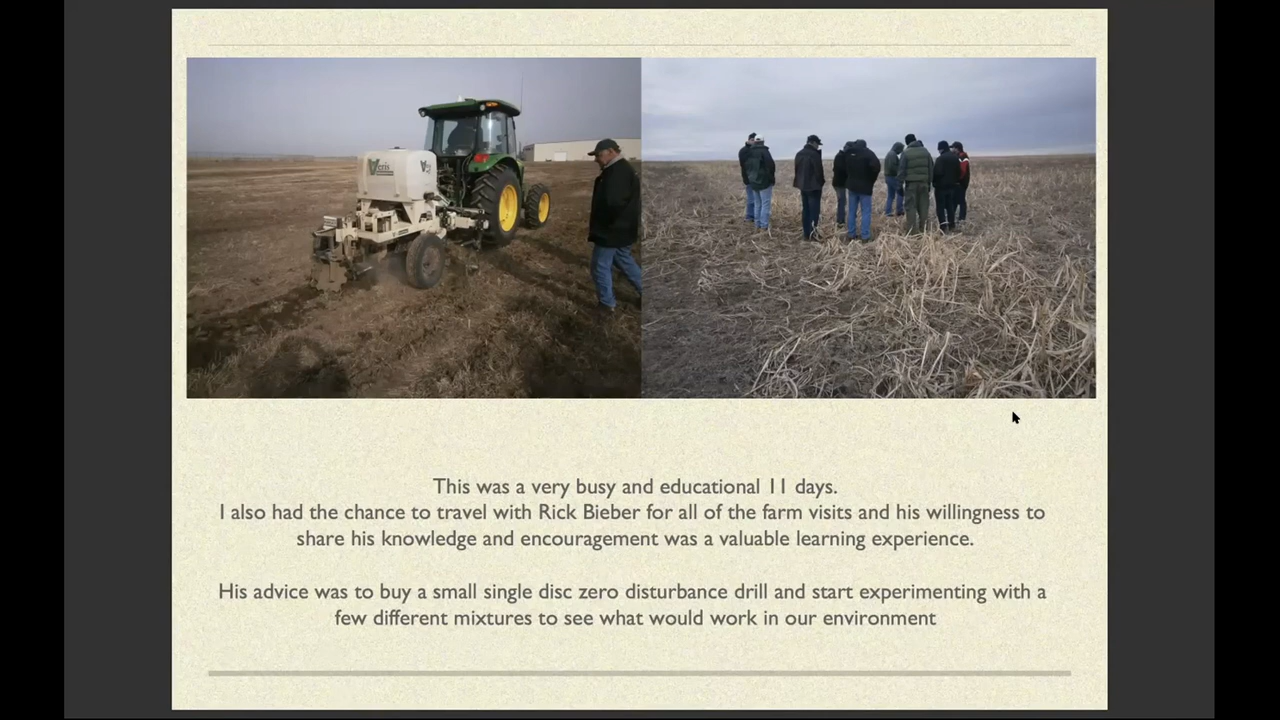 Veris
This was a very busy and educational 11 days.
I also had the chance to travel with Rick Bieber for all of the farm visits and his willingness to
share his knowledge and encouragement was a valuable learning experience.
His advice was to buy a small single disc zero disturbance drill and start experimenting with a
few different mixtures to see what would work in our environment